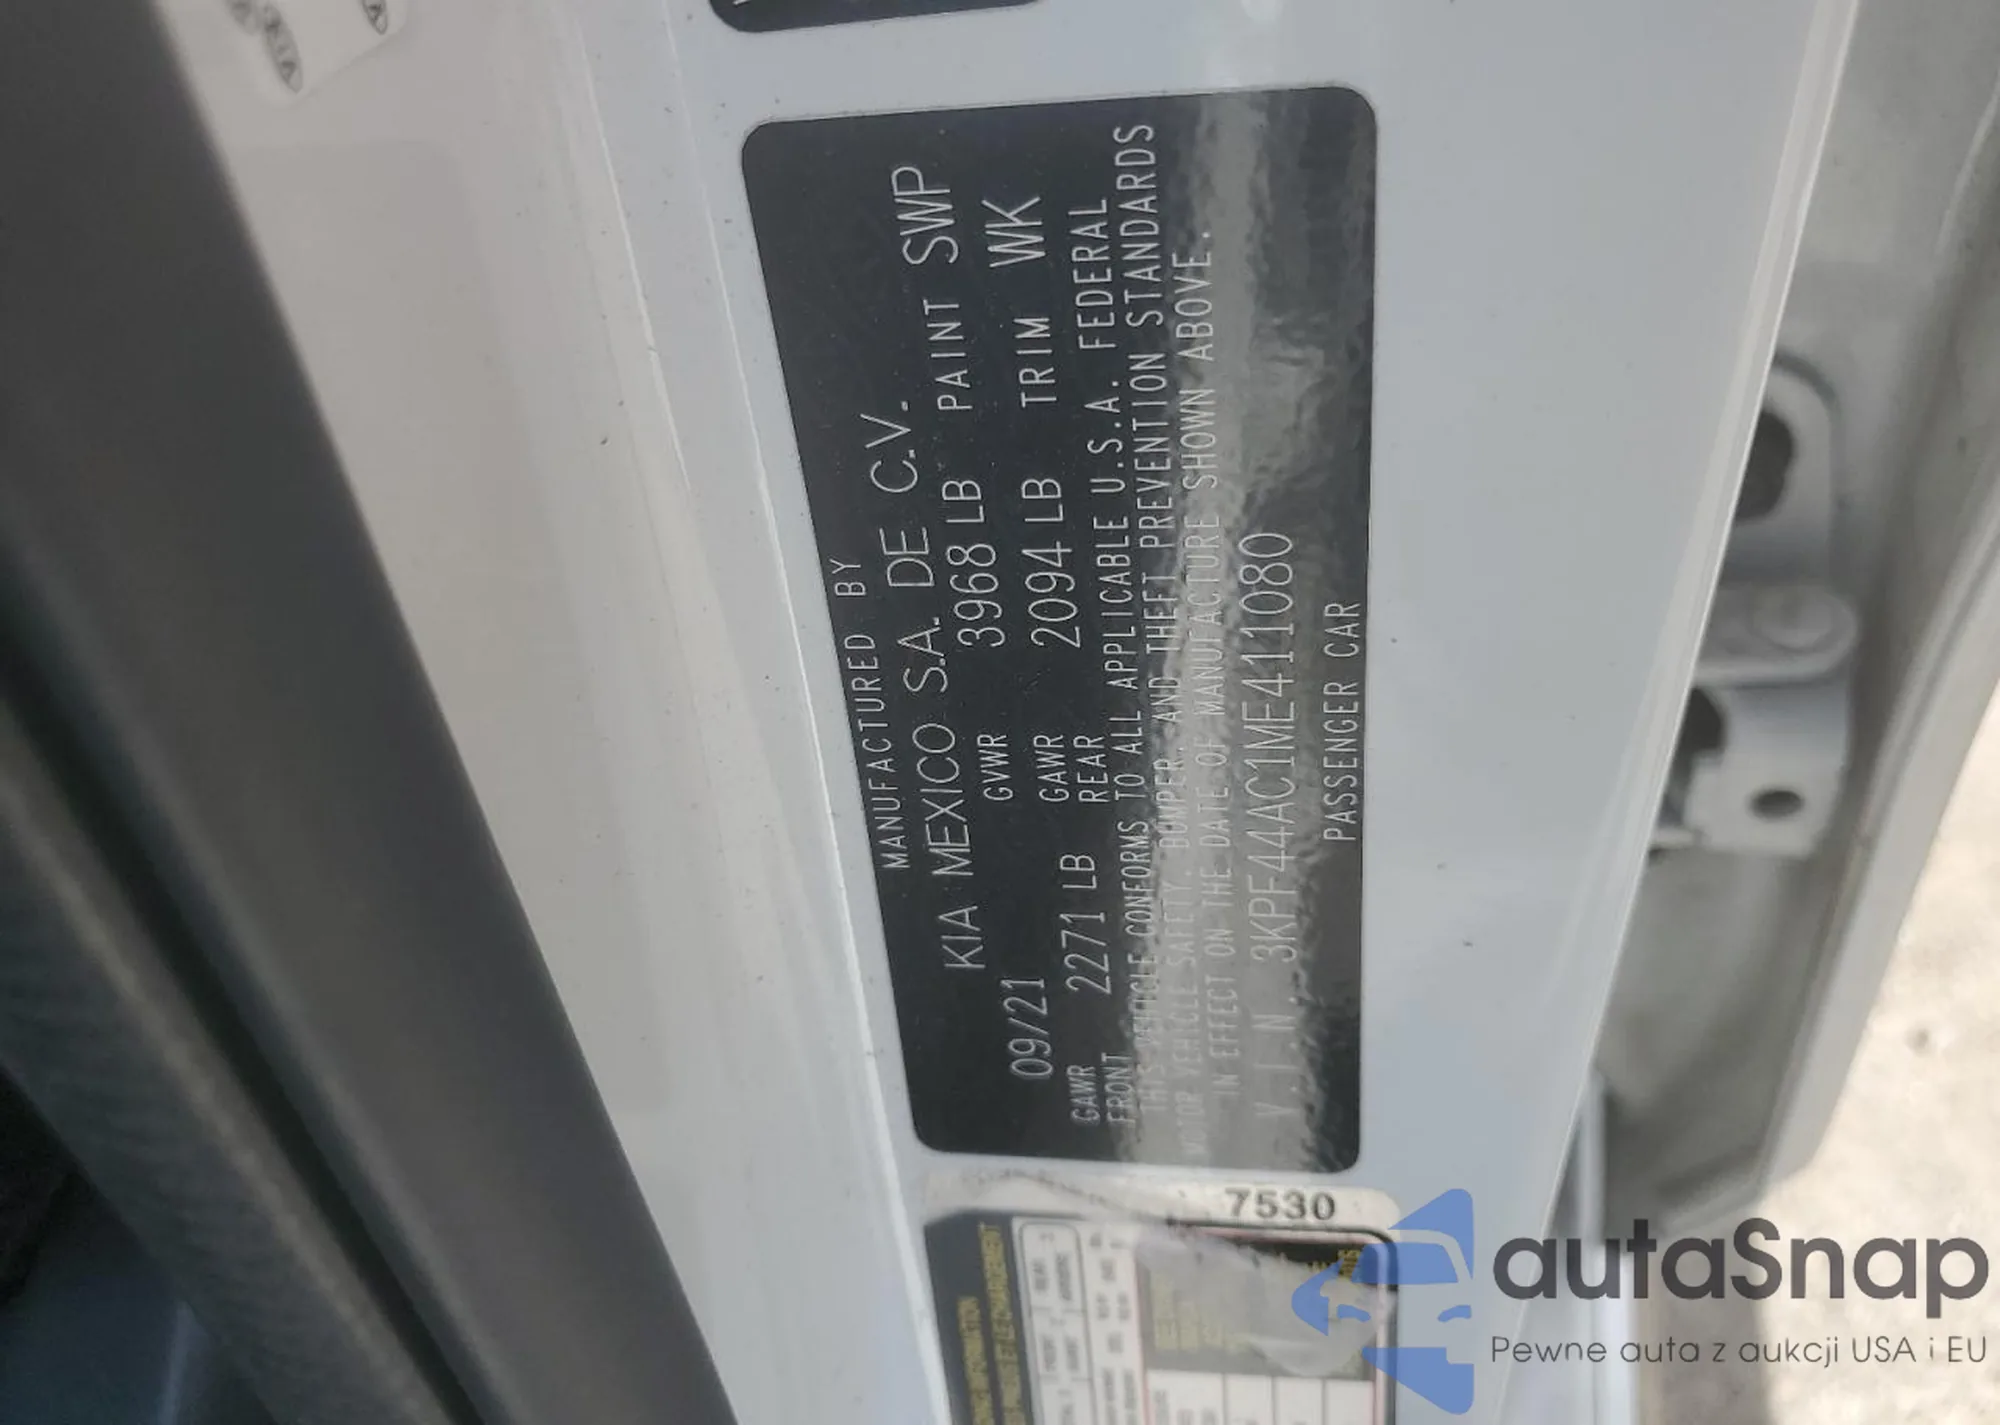 MANUFACTURED BY
KIA MEXICO S.A. DE C.V.
09/21 GVWR 3968 LB PAINT SWP
GAWR FRONT 2271 LB GAWR REAR 2094 LB TRIM WK
THIS VEHICLE CONFORMS TO ALL APPLICABLE U.S.A. FEDERAL
MOTOR VEHICLE SAFETY, BUMPER, AND THEFT PREVENTION STANDARDS
IN EFFECT ON THE DATE OF MANUFACTURE SHOWN ABOVE.
V.I.N. 3KPF44AC1ME411080
PASSENGER CAR
7530
autaSnap
Pewne auta z aukcji USA i EU